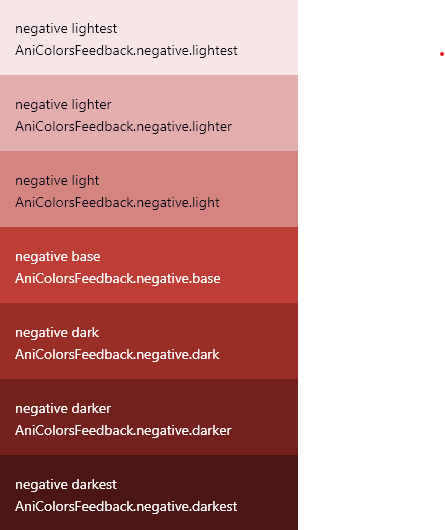 negative lightest
AniColorsFeedback.negative.lightest
negative lighter
AniColorsFeedback.negative.lighter
negative light
AniColorsFeedback.negative.light
negative base
AniColorsFeedback.negative.base
negative dark
AniColorsFeedback.negative.dark
negative darker
AniColorsFeedback.negative.darker
negative darkest
AniColorsFeedback.negative.darkest